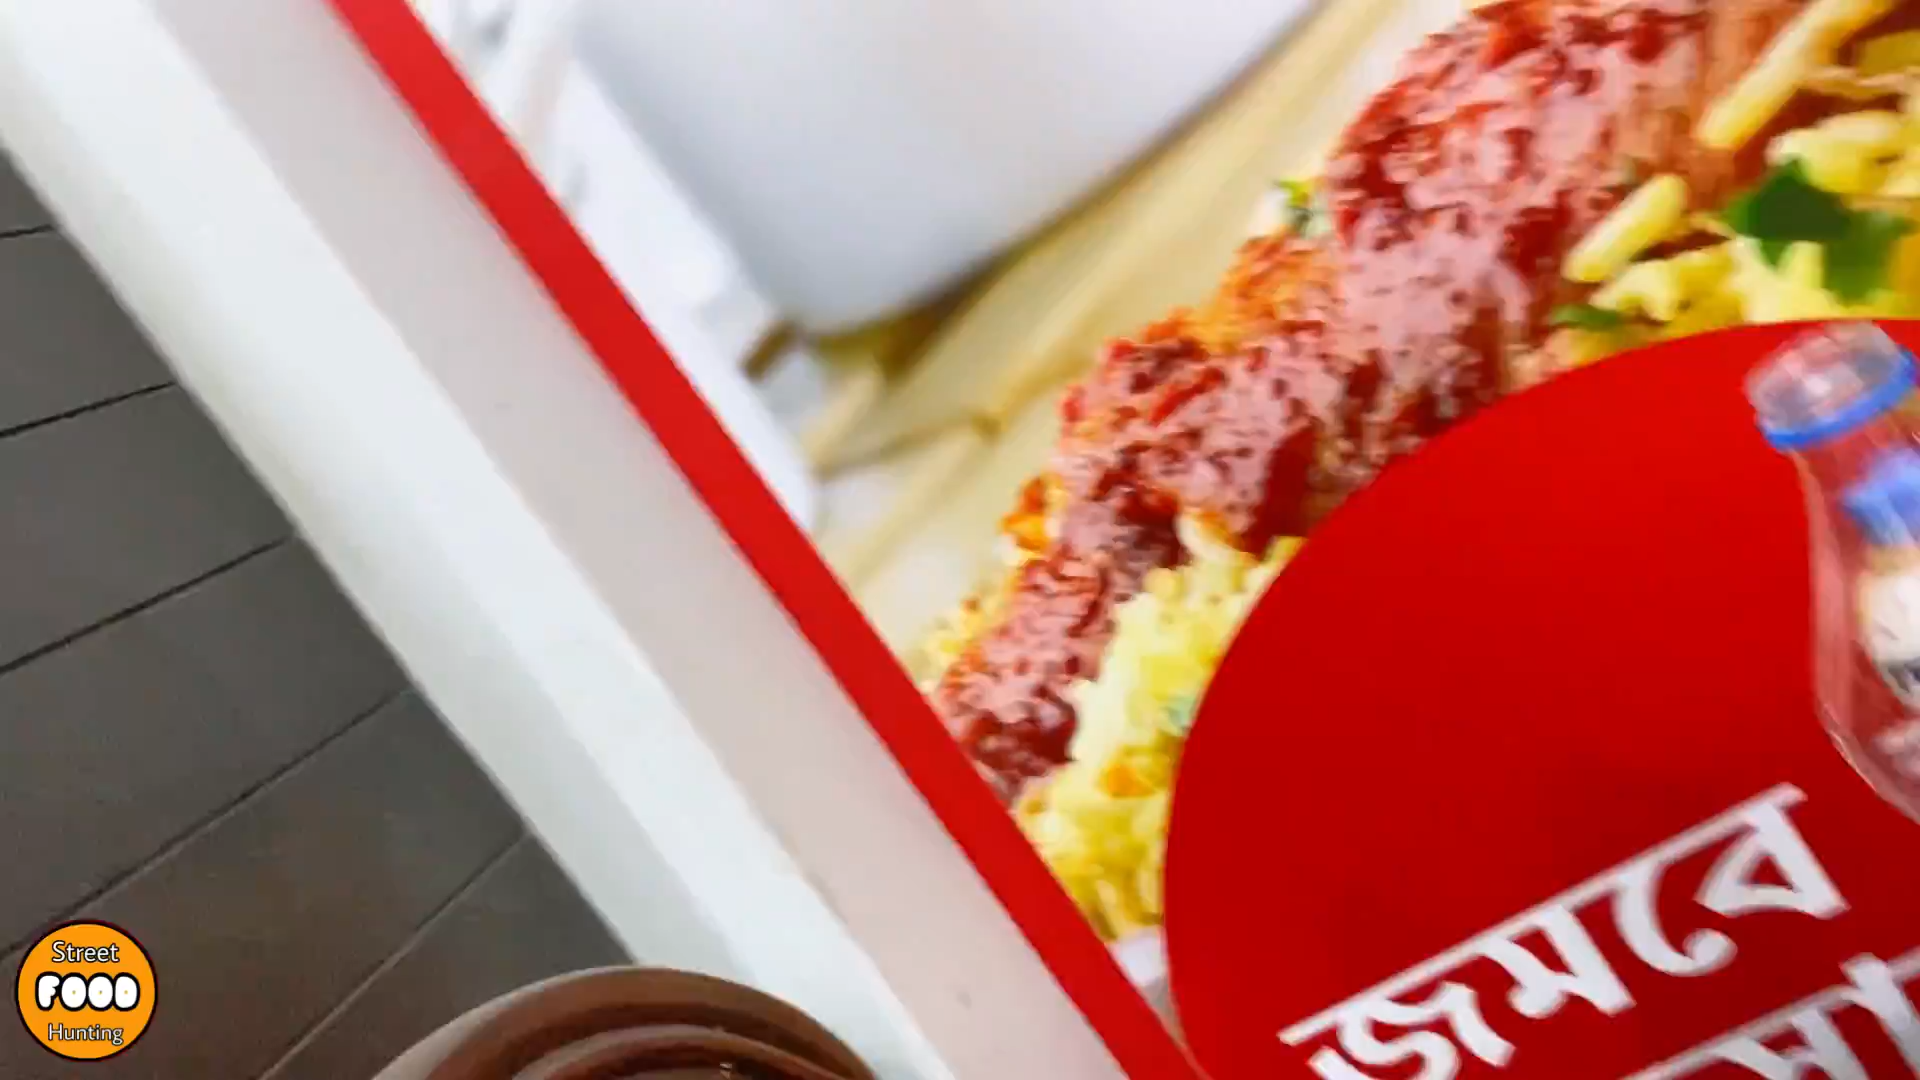 জমবে
Street
FOOD
Hunting